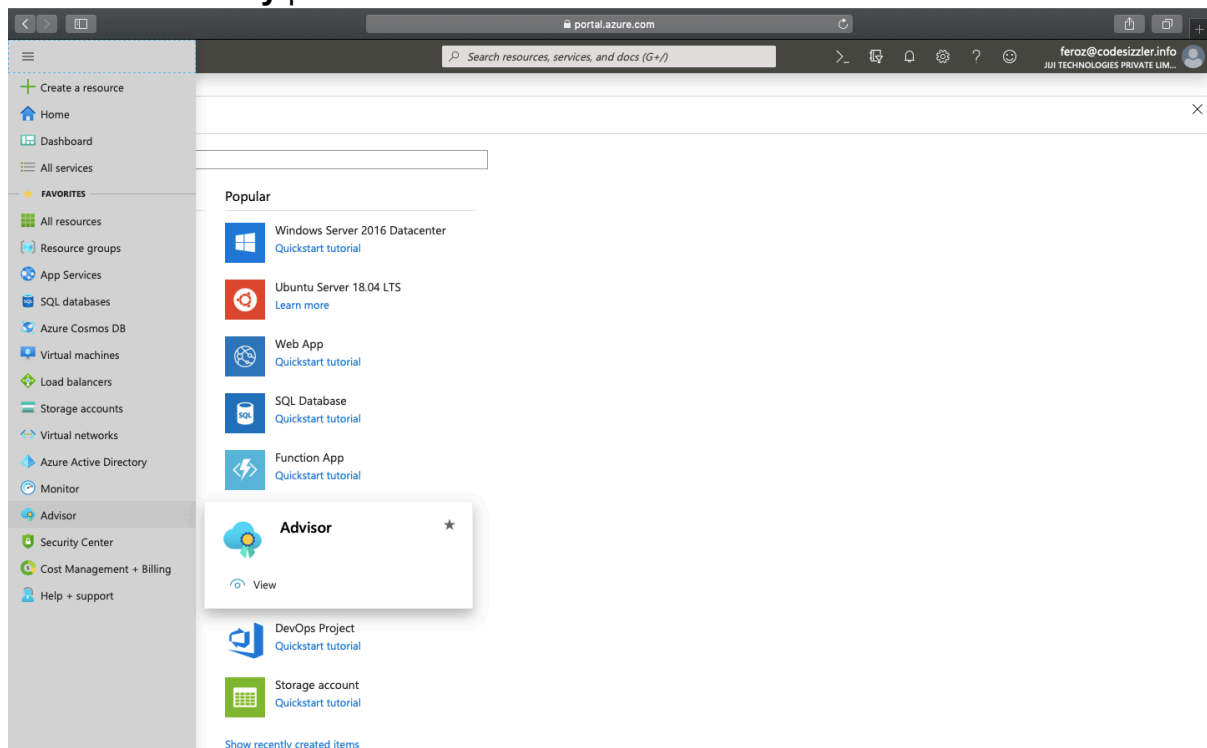 portal.azure.com
Search resources, services, and docs (G+/)
feroz@codesizzler.info
JUI TECHNOLOGIES PRIVATE LIM...
Create a resource
Home
Dashboard
All services
FAVORITES
All resources
Resource groups
App Services
SQL databases
Azure Cosmos DB
Virtual machines
Load balancers
Storage accounts
Virtual networks
Azure Active Directory
Monitor
Advisor
Security Center
Cost Management + Billing
Help + support
Popular
Windows Server 2016 Datacenter
Quickstart tutorial
Ubuntu Server 18.04 LTS
Learn more
Web App
Quickstart tutorial
SQL
SQL Database
Quickstart tutorial
Function App
Quickstart tutorial
Advisor
View
DevOps Project
Quickstart tutorial
Storage account
Quickstart tutorial
Show recently created items